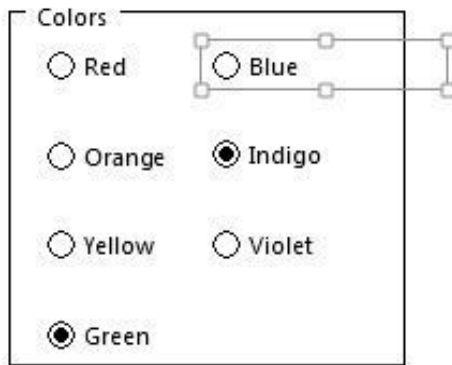 Colors
Red
Blue
Orange
Indigo
Yellow
Violet
Green